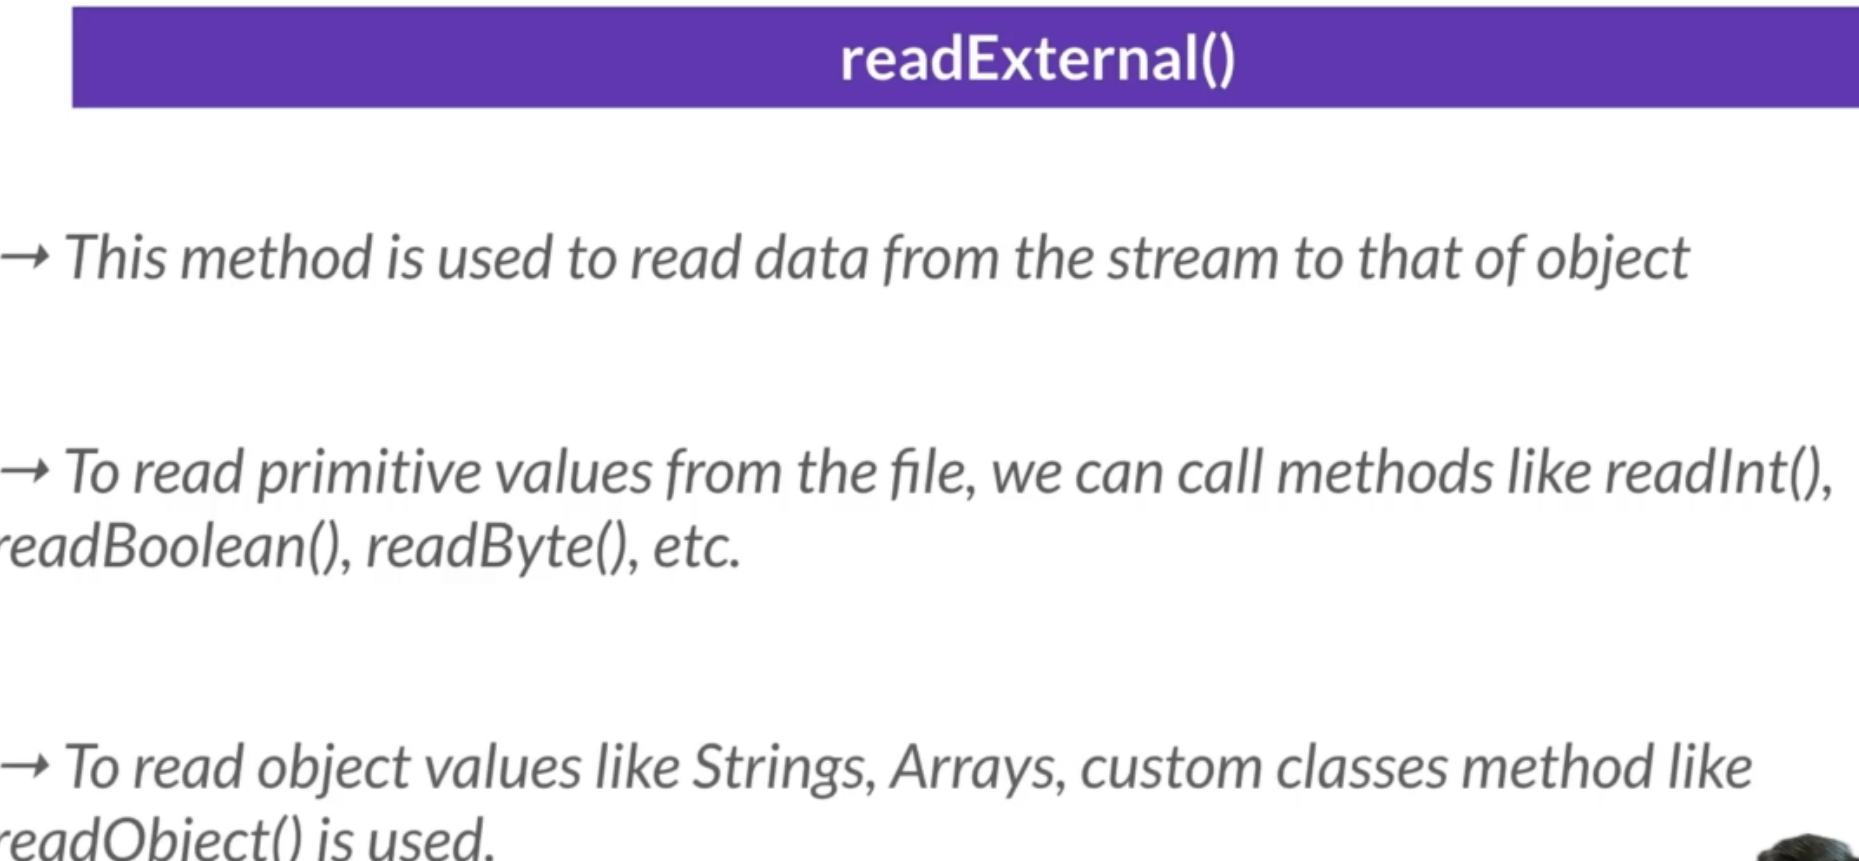 readExternal()
→ This method is used to read data from the stream to that of object
→ To read primitive values from the file, we can call methods like readInt(),
readBoolean(), readByte(), etc.
→ To read object values like Strings, Arrays, custom classes method like
readObject() is used.